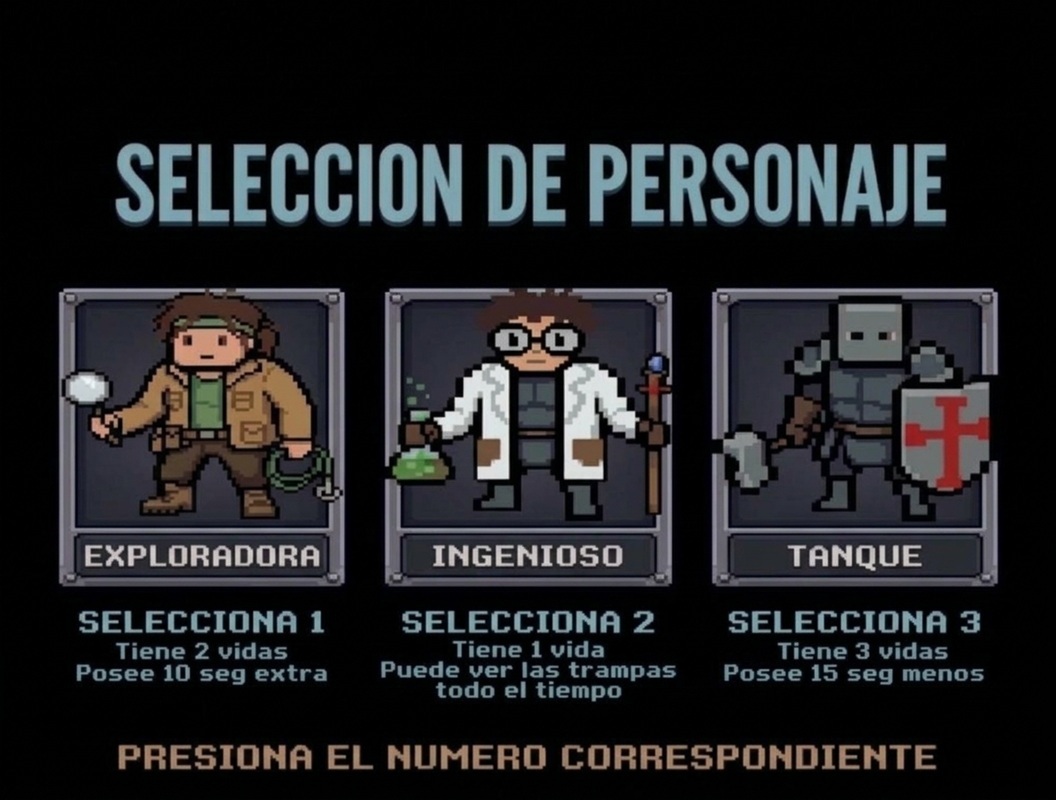 SELECCION DE PERSONAJE
EXPLORADORA
INGENIOSO
TANQUE
SELECCIONA 1
Tiene 2 vidas
Posee 10 seg extra
SELECCIONA 2
Tiene 1 vida
Puede ver las trampas
todo el tiempo
SELECCIONA 3
Tiene 3 vidas
Posee 15 seg menos
PRESIONA EL NUMERO CORRESPONDIENTE